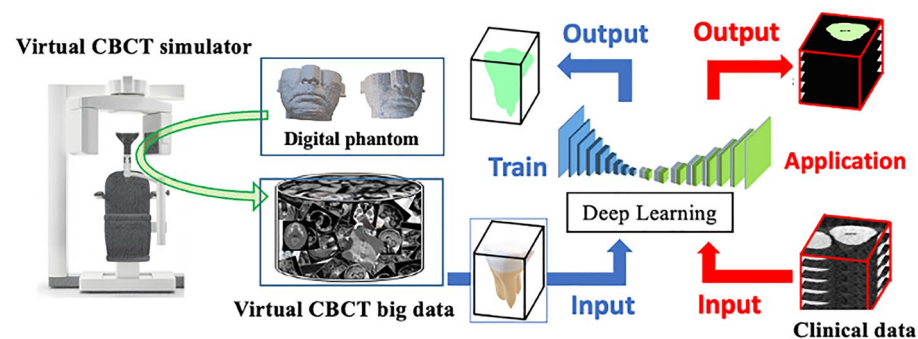 Virtual CBCT simulator
Digital phantom
Virtual CBCT big data
Output
Output
Train
Application
Deep Learning
Input
Input
Clinical data